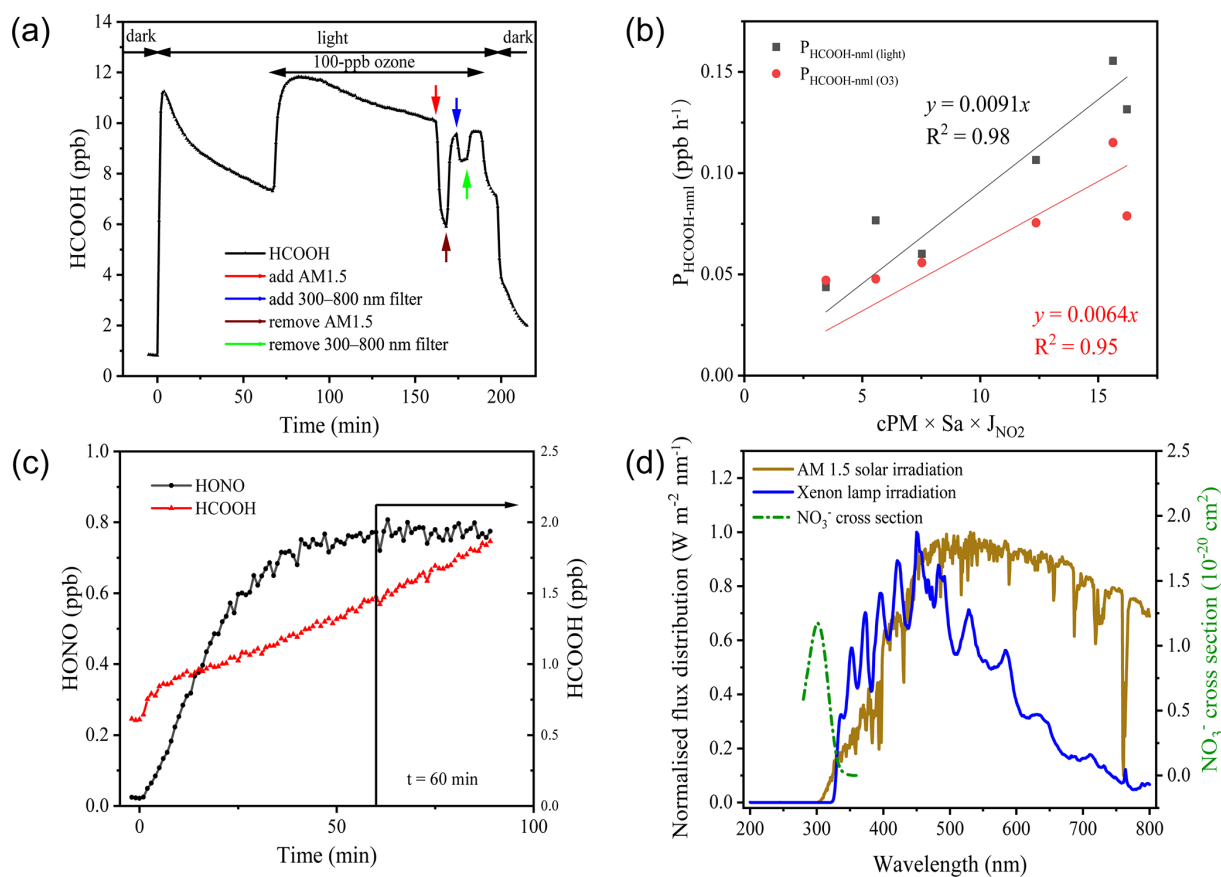 (a)
dark
light
dark
100-ppb ozone
HCOOH (ppb)
14
12
10
8
6
4
2
0
HCOOH
add AM1.5
add 300–800 nm filter
remove AM1.5
remove 300–800 nm filter
0
50
100
150
200
Time (min)
(b)
P_HCOOH-nml (light)
P_HCOOH-nml (O3)
y = 0.0091x
R² = 0.98
y = 0.0064x
R² = 0.95
P_HCOOH-nml (ppb h⁻¹)
0.15
0.10
0.05
0.00
0
5
10
15
cPM × Sa × J_NO2
(c)
HONO
HCOOH
HONO (ppb)
1.0
0.8
0.6
0.4
0.2
0.0
HCOOH (ppb)
2.5
2.0
1.5
1.0
0.5
0.0
t = 60 min
0
50
100
Time (min)
(d)
AM 1.5 solar irradiation
Xenon lamp irradiation
NO₃⁻ cross section
Normalised flux distribution (W m⁻² nm⁻¹)
1.2
1.0
0.8
0.6
0.4
0.2
0.0
NO₃⁻ cross section (10⁻²⁰ cm²)
2.5
2.0
1.5
1.0
0.5
0.0
200
300
400
500
600
700
800
Wavelength (nm)